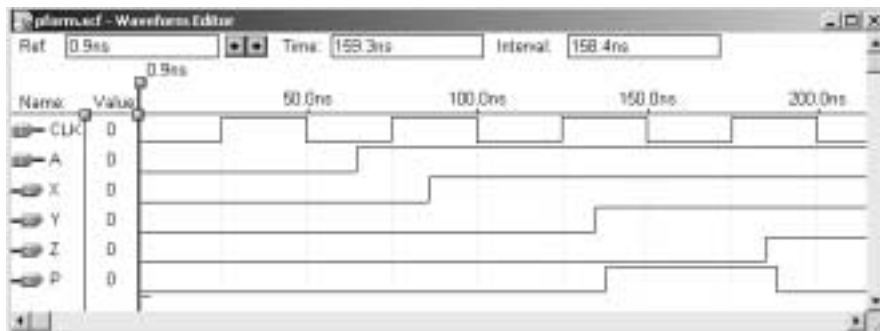 pform.scf - Waveform Editor
Ref: 0.9ns Time: 159.3ns Interval: 158.4ns
0.9ns
Name: Value: 50.0ns 100.0ns 150.0ns 200.0ns
CLK 0
A 0
X 0
Y 0
Z 0
P 0